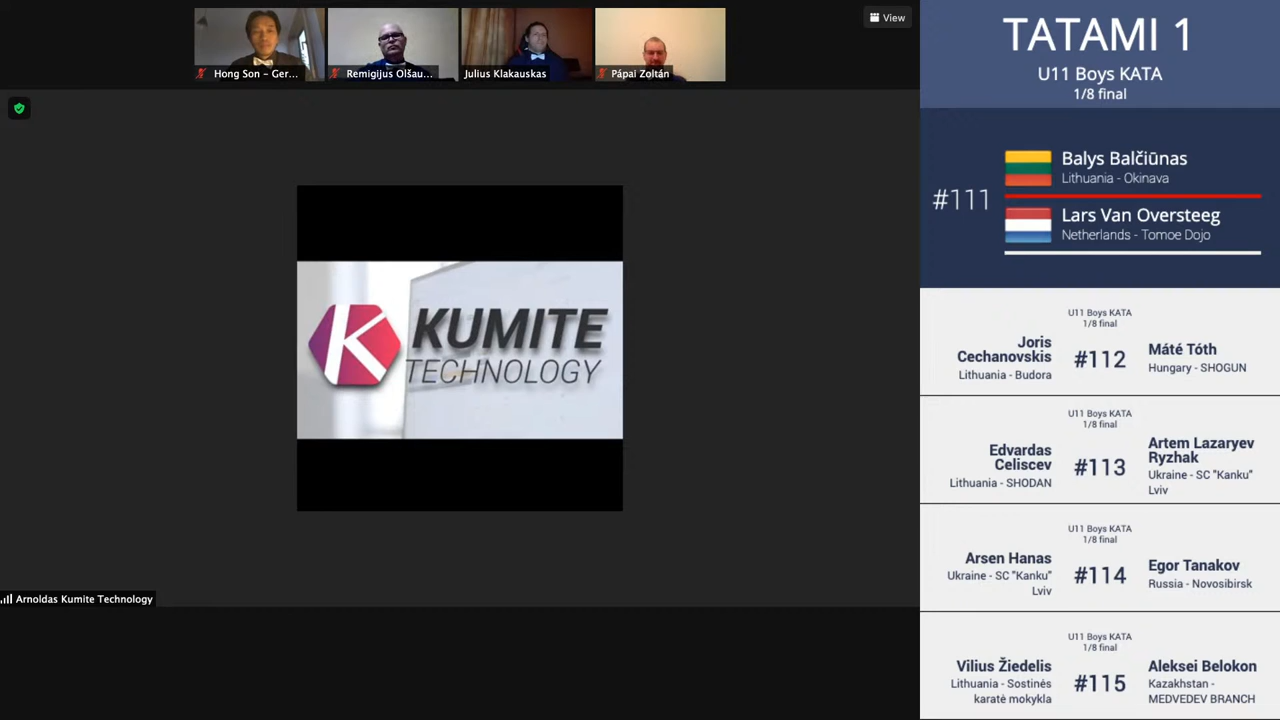 View
Hong Son - Ger...
Remigijus Olšau...
Julius Klakauskas
Pápai Zoltán
KUMITE
TECHNOLOGY
Arnoldas Kumite Technology
TATAMI 1
U11 Boys KATA
1/8 final
#111
Balys Balčiūnas
Lithuania - Okinava
Lars Van Oversteeg
Netherlands - Tomoe Dojo
U11 Boys KATA
1/8 final
Joris
Cechanovskis
Lithuania - Budora
#112
Máté Tóth
Hungary - SHOGUN
U11 Boys KATA
1/8 final
Edvardas
Celiscev
Lithuania - SHODAN
#113
Artem Lazaryev
Ryzhak
Ukraine - SC "Kanku"
Lviv
U11 Boys KATA
1/8 final
Arsen Hanas
Ukraine - SC "Kanku"
Lviv
#114
Egor Tanakov
Russia - Novosibirsk
U11 Boys KATA
1/8 final
Vilius Žiedelis
Lithuania - Sostinės
karatė mokykla
#115
Aleksei Belokon
Kazakhstan -
MEDVEDEV BRANCH